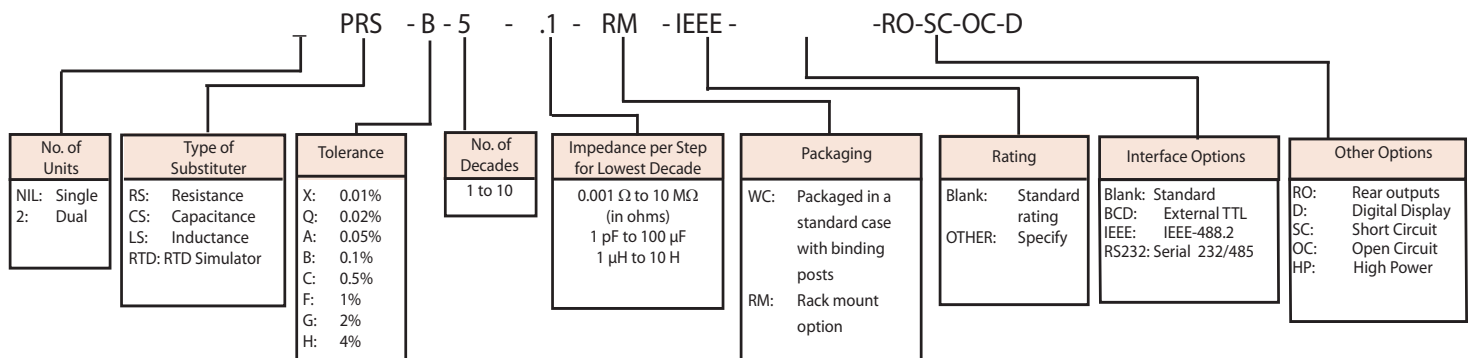 _ PRS - B - 5 - .1 - RM - IEEE - -RO-SC-OC-D
No. of
Units
NIL: Single
2: Dual
Type of
Substituter
RS: Resistance
CS: Capacitance
LS: Inductance
RTD: RTD Simulator
Tolerance
X: 0.01%
Q: 0.02%
A: 0.05%
B: 0.1%
C: 0.5%
F: 1%
G: 2%
H: 4%
No. of
Decades
1 to 10
Impedance per Step
for Lowest Decade
0.001 Ω to 10 MΩ
(in ohms)
1 pF to 100 µF
1 µH to 10 H
Packaging
WC: Packaged in a
standard case
with binding
posts
RM: Rack mount
option
Rating
Blank: Standard
rating
OTHER: Specify
Interface Options
Blank: Standard
BCD: External TTL
IEEE: IEEE-488.2
RS232: Serial 232/485
Other Options
RO: Rear outputs
D: Digital Display
SC: Short Circuit
OC: Open Circuit
HP: High Power